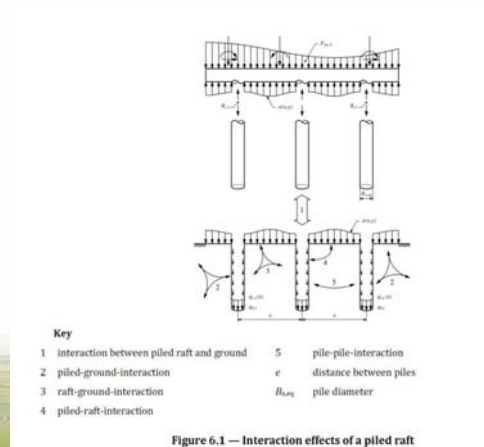 1
2
3
4
5
2
e
e
Key
1 interaction between piled raft and ground
2 piled-ground-interaction
3 raft-ground-interaction
4 piled-raft-interaction
5 pile-pile-interaction
e distance between piles
pile diameter
Figure 6.1 — Interaction effects of a piled raft